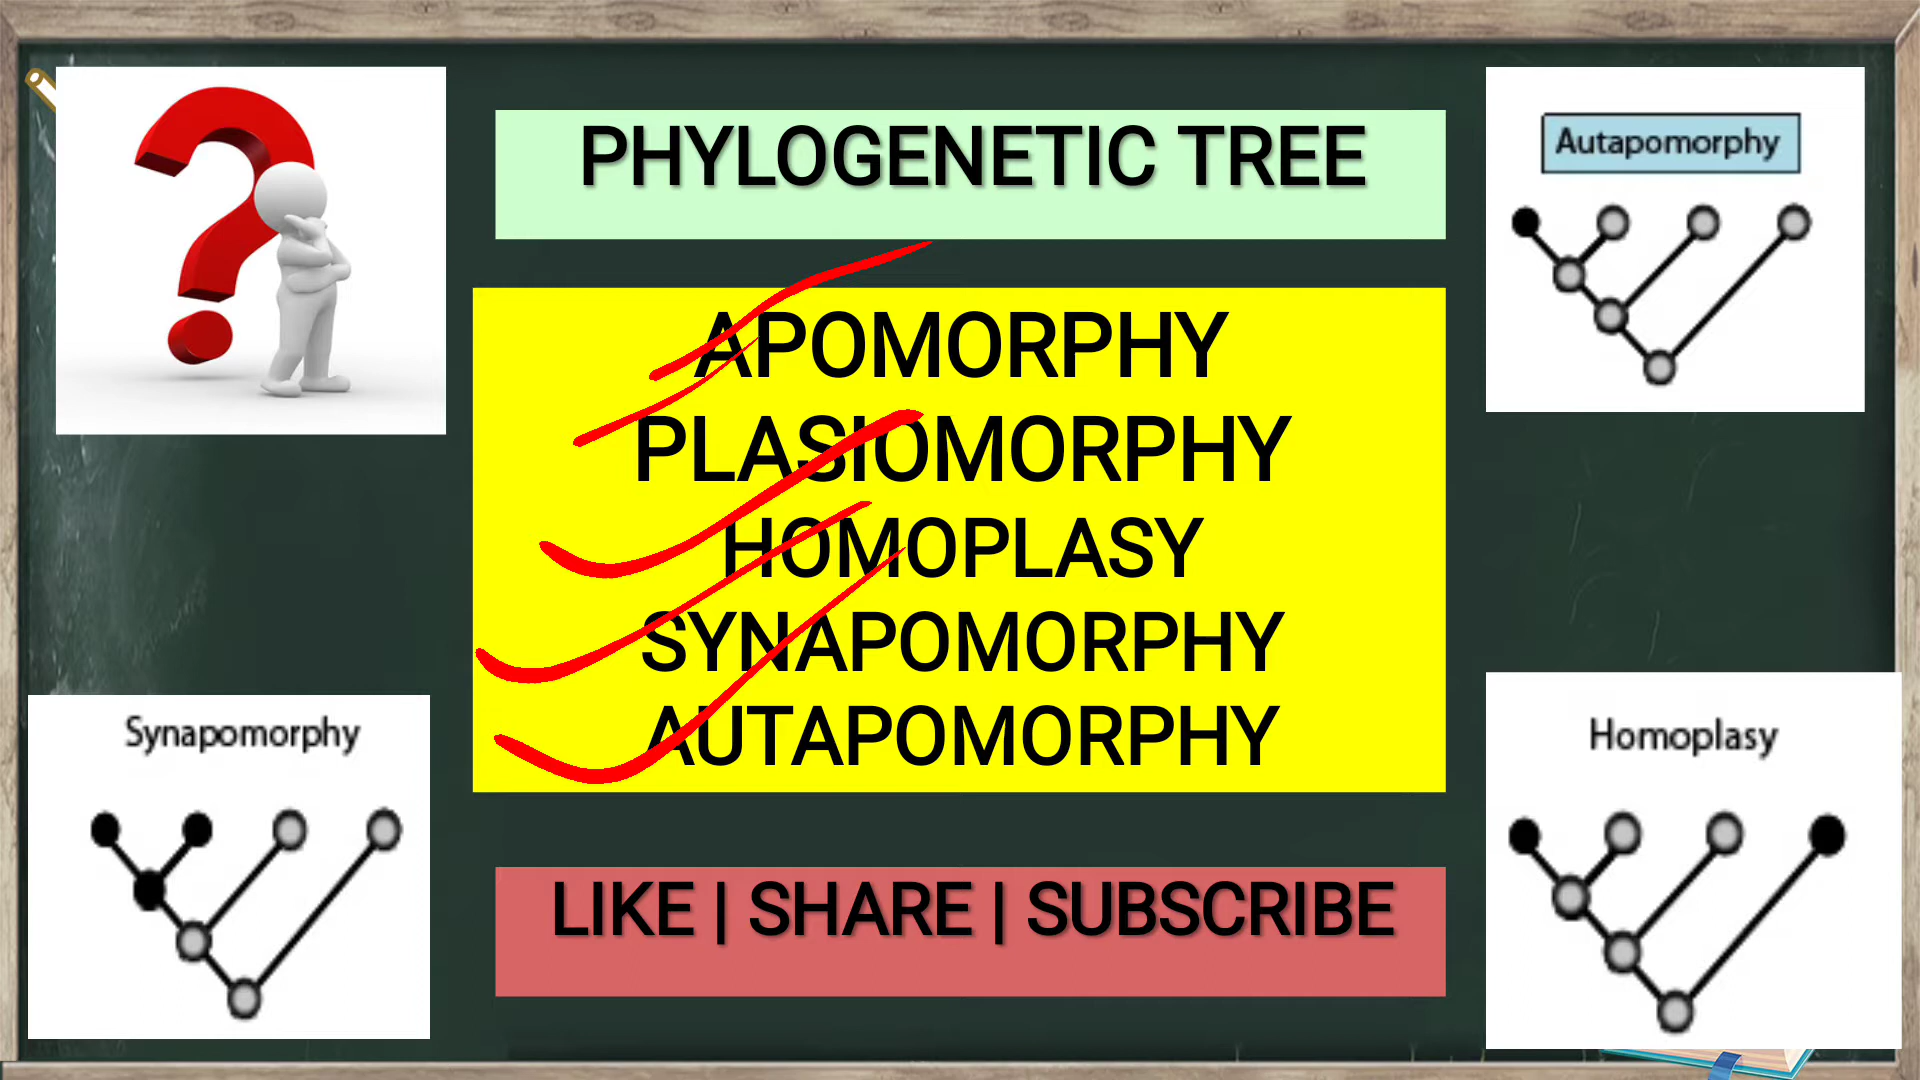 PHYLOGENETIC TREE
Autapomorphy
APOMORPHY
PLASIOMORPHY
HOMOPLASY
SYNAPOMORPHY
AUTAPOMORPHY
Synapomorphy
Homoplasy
LIKE | SHARE | SUBSCRIBE